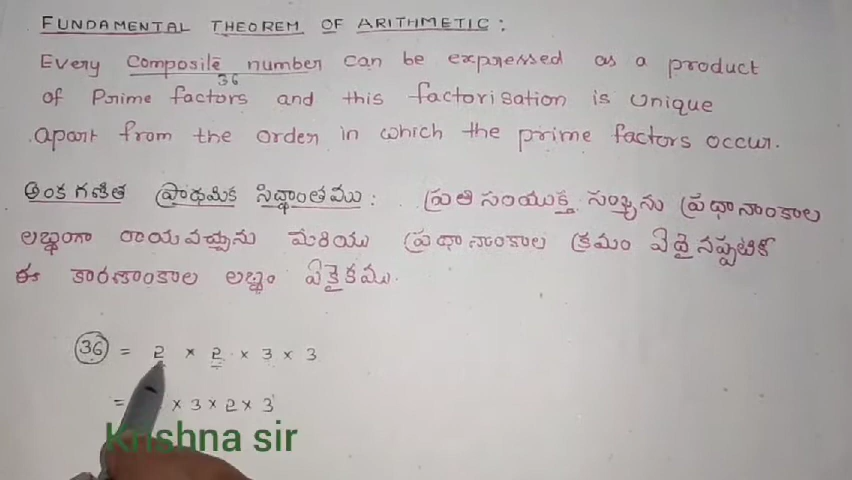 FUNDAMENTAL THEOREM OF ARITHMETIC :
Every composite number can be expressed as a product
36
of Prime factors and this factorisation is unique
apart from the order in which the prime factors occur.
అంకగణిత ప్రాథమిక సిద్ధాంతము : ప్రతి సంయుక్త సంఖ్యను ప్రధానాంకాల
లబ్ధంగా రాయవచ్చును మరియు ప్రధానాంకాల క్రమం ఏదైనప్పటికీ
ఈ కారణాంకాల లబ్ధం ఏకైకము.
36 = 2 × 2 × 3 × 3
= × 3 × 2 × 3
Krishna sir